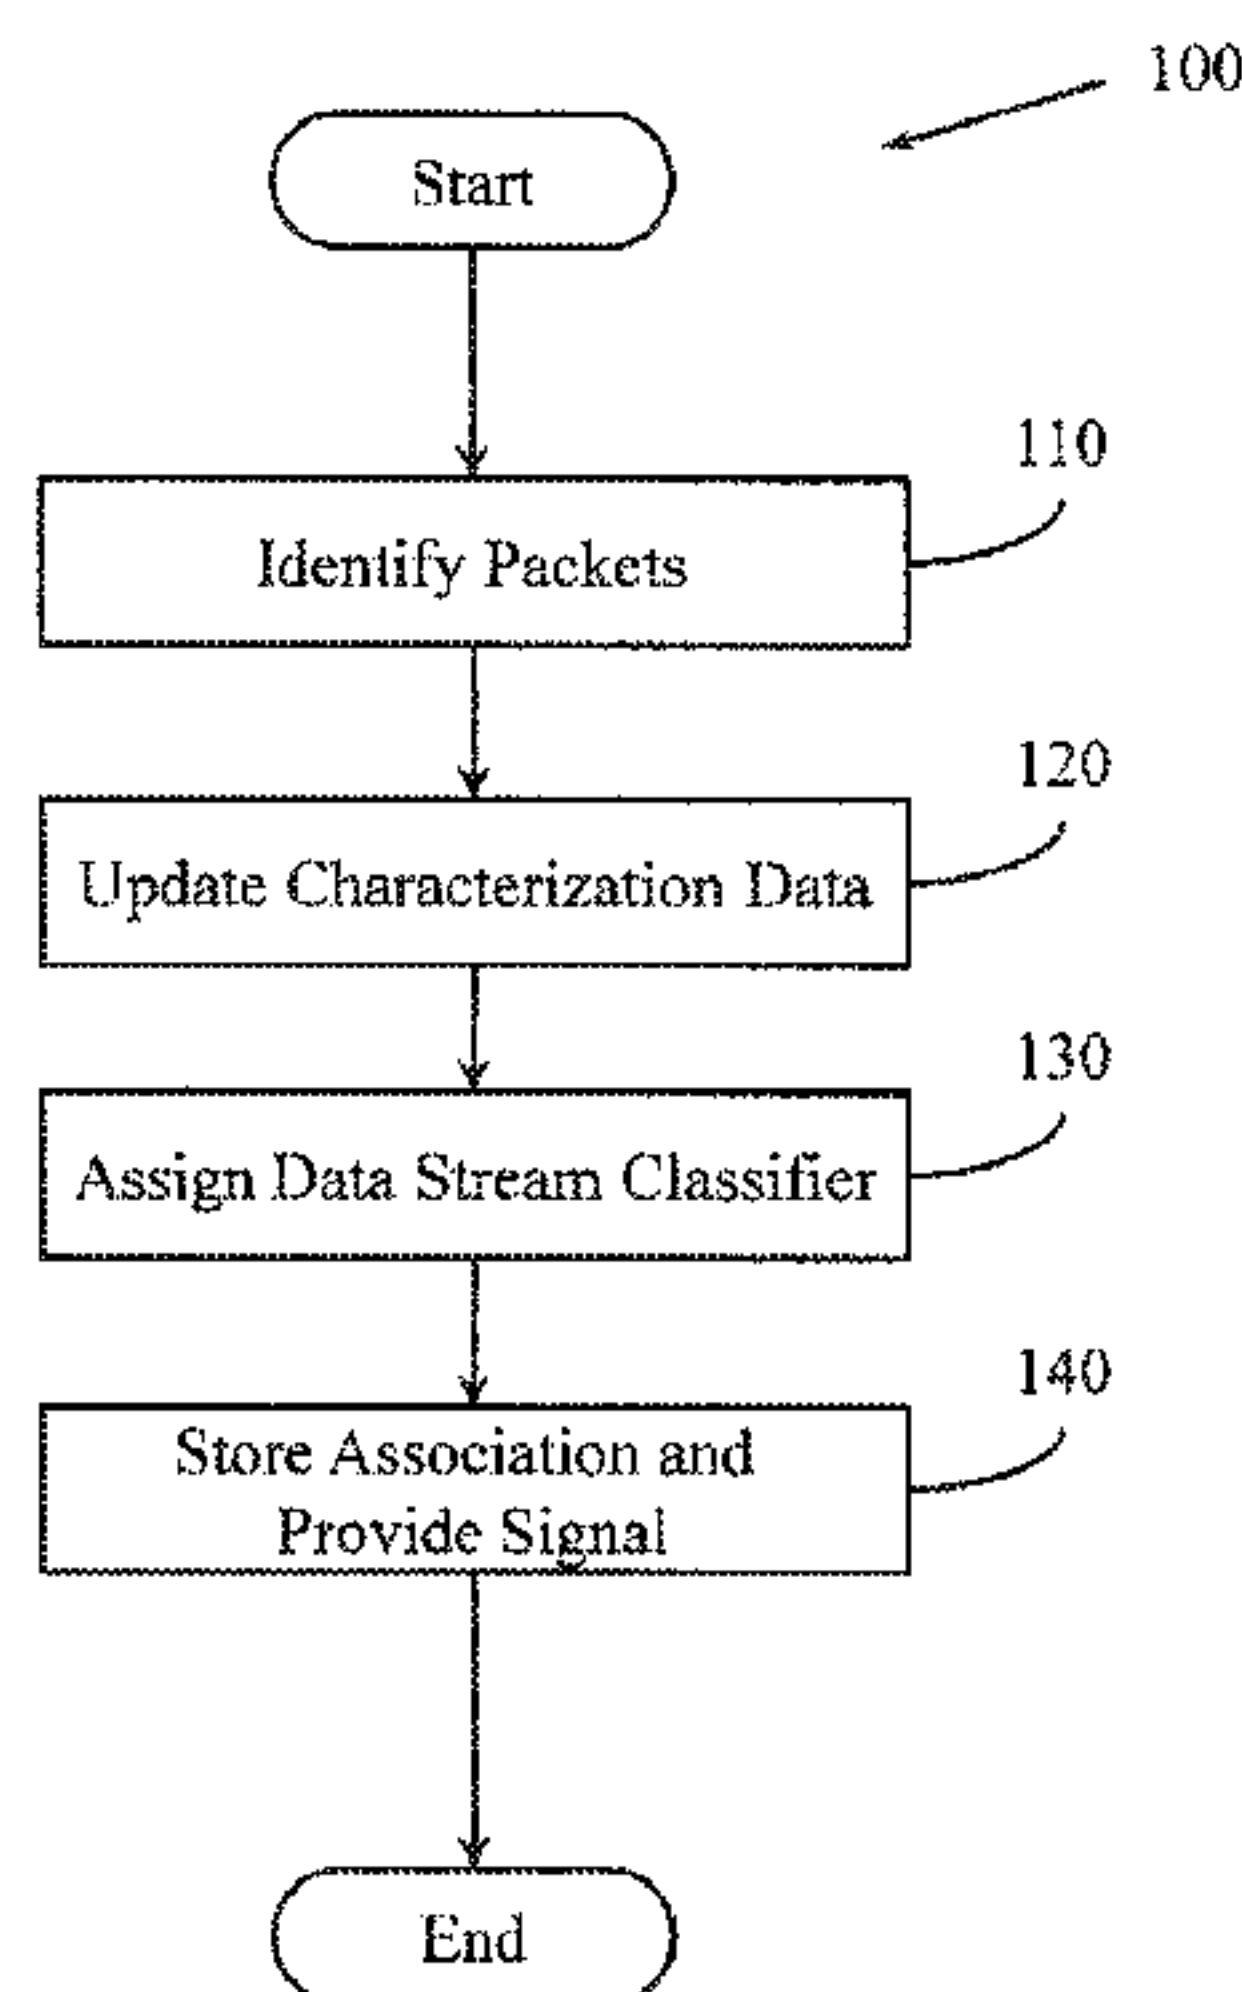 100
Start
110
Identify Packets
120
Update Characterization Data
130
Assign Data Stream Classifier
140
Store Association and
Provide Signal
End